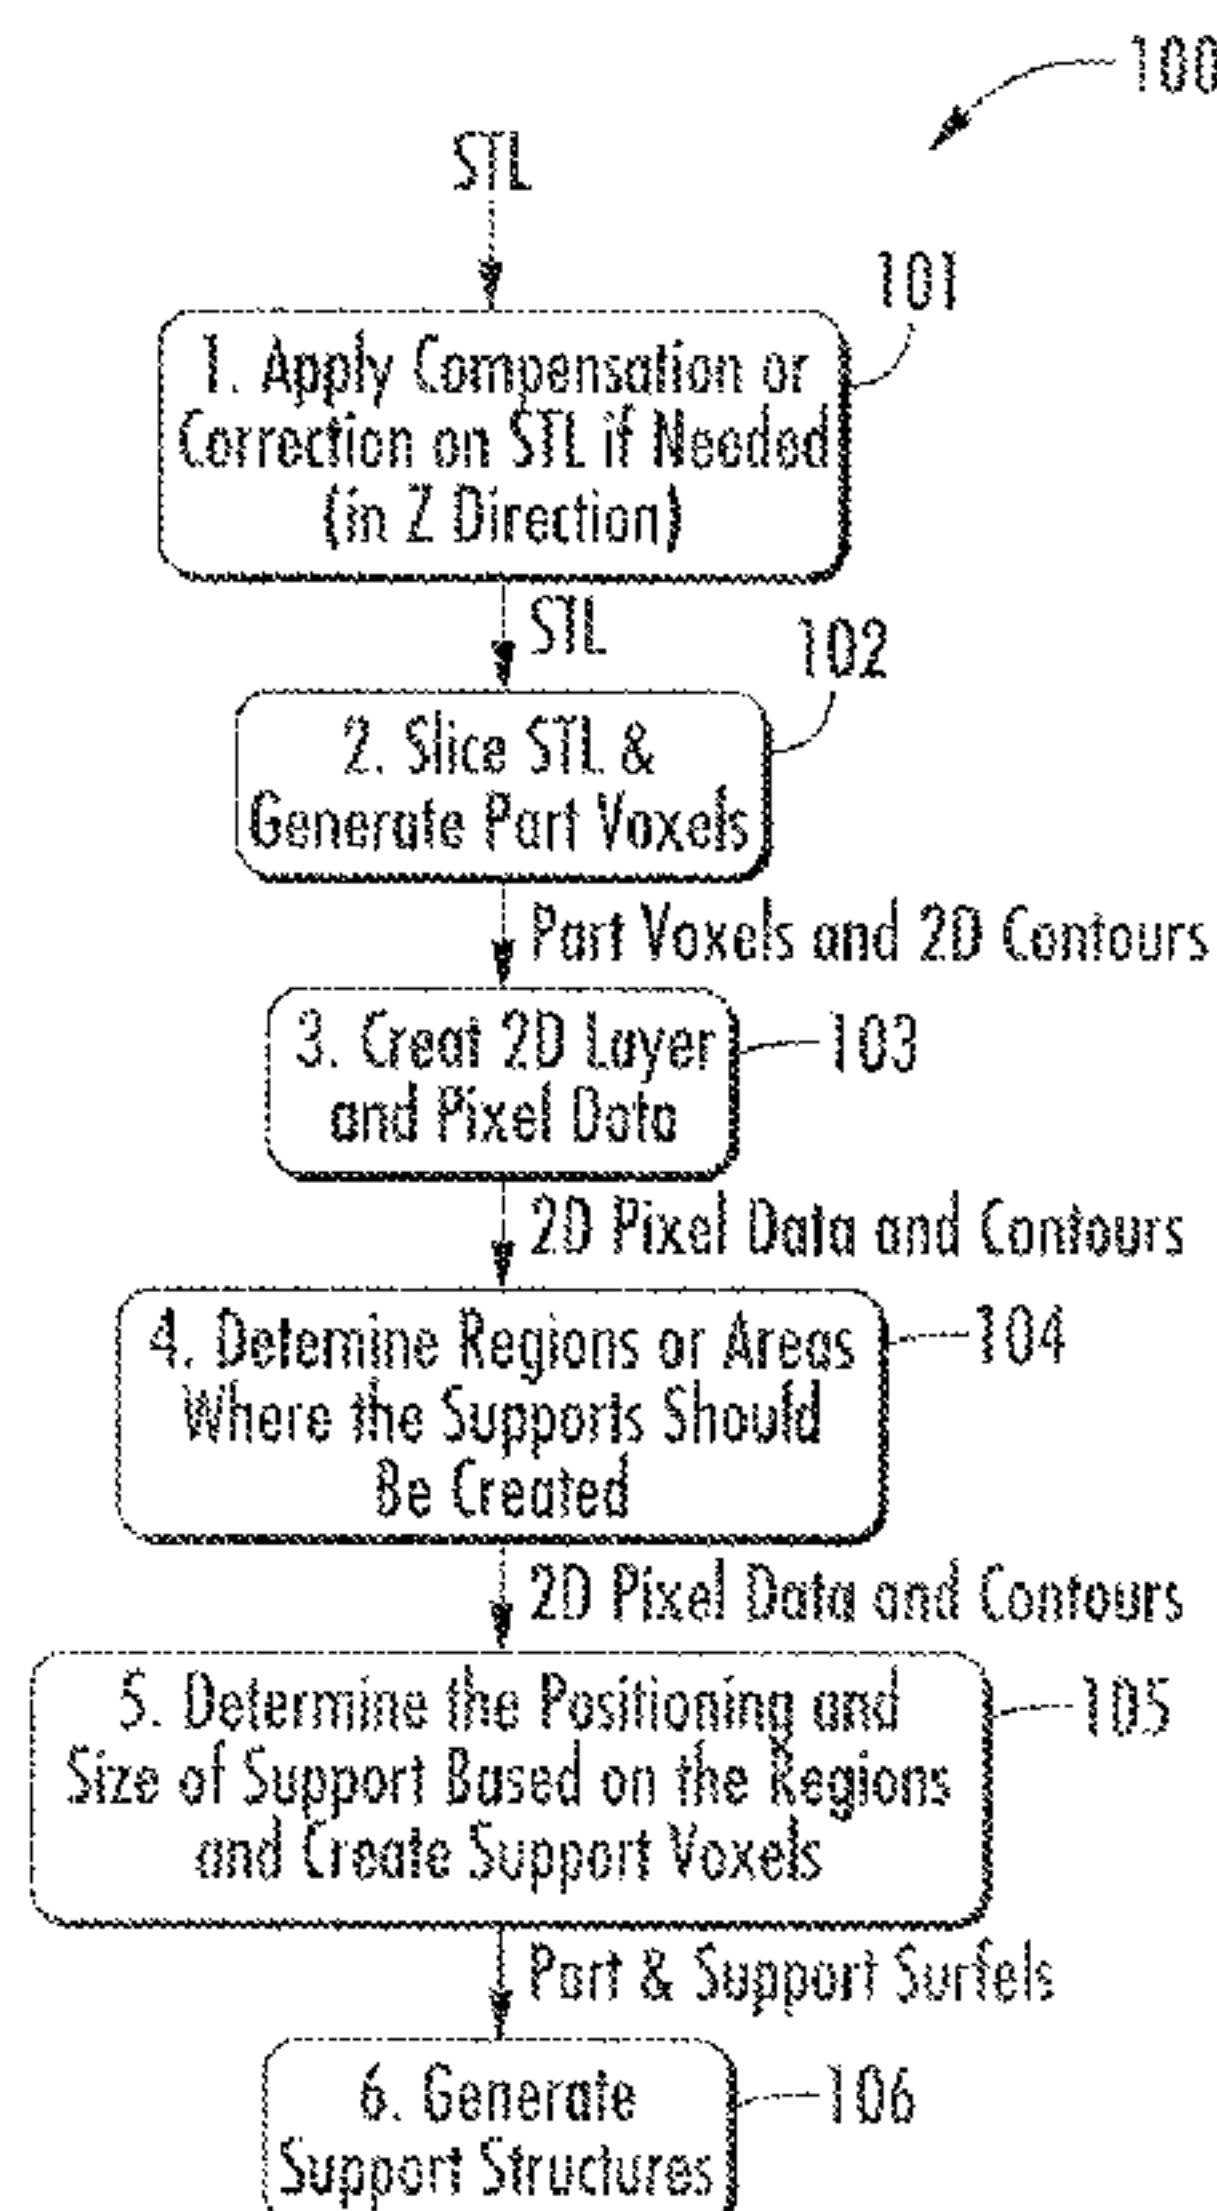 100
STL
101
1. Apply Compensation or
Correction on STL if Needed
(in Z Direction)
STL
102
2. Slice STL &
Generate Part Voxels
Part Voxels and 2D Contours
3. Creat 2D Layer
and Pixel Data
103
2D Pixel Data and Contours
4. Detemine Regions or Areas
Where the Supports Should
Be Created
104
2D Pixel Data and Contours
5. Determine the Positioning and
Size of Support Based on the Regions
and Create Support Voxels
105
Part & Support Surfels
6. Generate
Support Structures
106